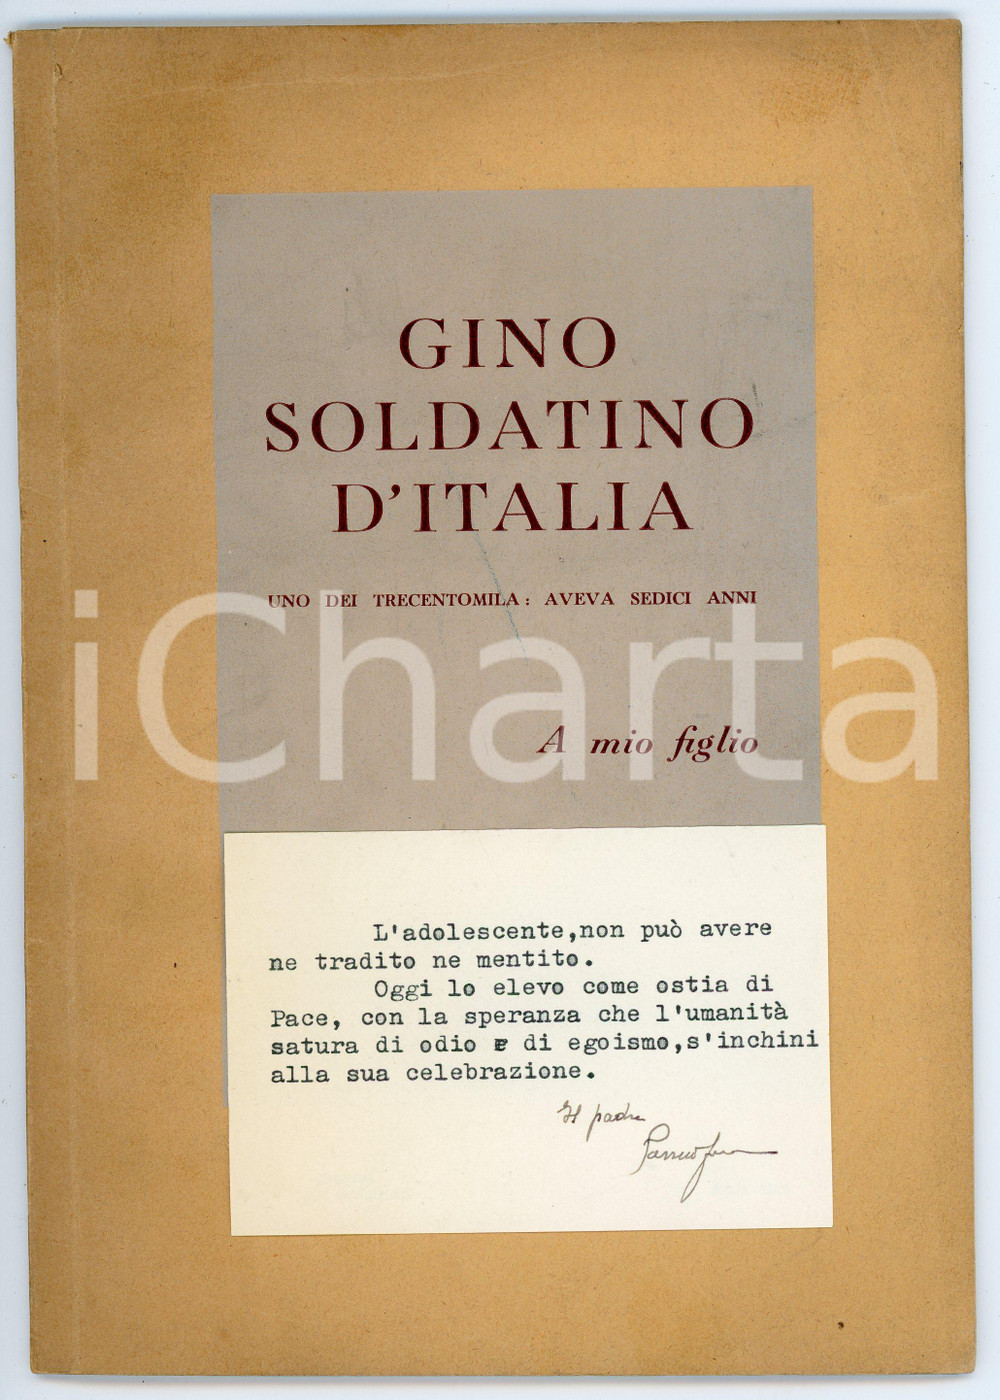 GINO
SOLDATINO
D'ITALIA
UNO DEI TRECENTOMILA: AVEVA SEDICI ANNI
iCharta
A mio figlio
L'adolescente,non può avere
ne tradito ne mentito.
Oggi lo elevo come ostia di
Pace, con la speranza che l'umanità
satura di odio e di egoismo,s'inchini
alla sua celebrazione.
Il padre